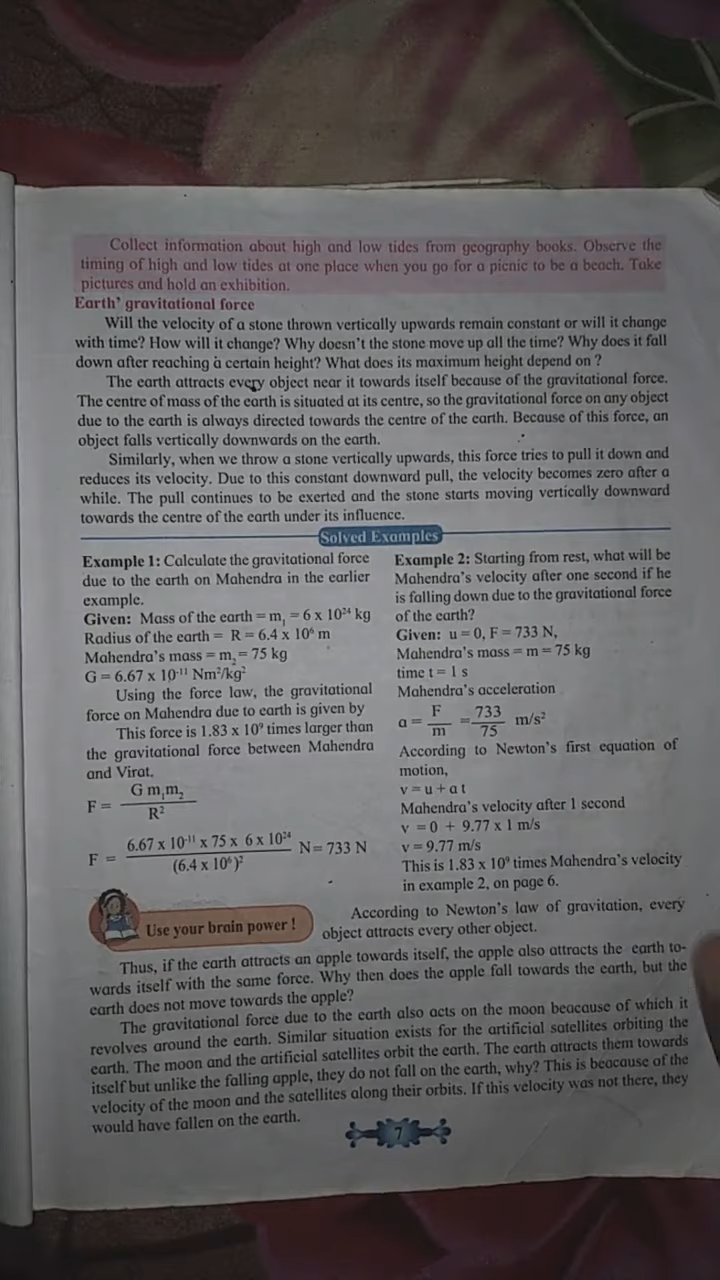 Collect information about high and low tides from geography books. Observe the
timing of high and low tides at one place when you go for a picnic to be a beach. Take
pictures and hold an exhibition.
Earth' gravitational force
Will the velocity of a stone thrown vertically upwards remain constant or will it change
with time? How will it change? Why doesn't the stone move up all the time? Why does it fall
down after reaching a certain height? What does its maximum height depend on ?
The earth attracts every object near it towards itself because of the gravitational force.
The centre of mass of the earth is situated at its centre, so the gravitational force on any object
due to the earth is always directed towards the centre of the earth. Because of this force, an
object falls vertically downwards on the earth.
Similarly, when we throw a stone vertically upwards, this force tries to pull it down and
reduces its velocity. Due to this constant downward pull, the velocity becomes zero after a
while. The pull continues to be exerted and the stone starts moving vertically downward
towards the centre of the earth under its influence.
Solved Examples
Example 1: Calculate the gravitational force
due to the earth on Mahendra in the earlier
example.
Given: Mass of the earth = m₁ = 6 x 10²⁴ kg
Radius of the earth = R = 6.4 x 10⁶ m
Mahendra's mass = m₂ = 75 kg
G = 6.67 x 10⁻¹¹ Nm²/kg²
Using the force law, the gravitational
force on Mahendra due to earth is given by
This force is 1.83 x 10⁹ times larger than
the gravitational force between Mahendra
and Virat.
F = G m₁m₂ / R²
F = 6.67 x 10⁻¹¹ x 75 x 6 x 10²⁴ / (6.4 x 10⁶)² N = 733 N
Example 2: Starting from rest, what will be
Mahendra's velocity after one second if he
is falling down due to the gravitational force
of the earth?
Given: u = 0, F = 733 N,
Mahendra's mass = m = 75 kg
time t = 1 s
Mahendra's acceleration
a = F / m = 733 / 75 m/s²
According to Newton's first equation of
motion,
v = u + a t
Mahendra's velocity after 1 second
v = 0 + 9.77 x 1 m/s
v = 9.77 m/s
This is 1.83 x 10⁹ times Mahendra's velocity
in example 2, on page 6.
Use your brain power !
According to Newton's law of gravitation, every
object attracts every other object.
Thus, if the earth attracts an apple towards itself, the apple also attracts the earth to-
wards itself with the same force. Why then does the apple fall towards the earth, but the
earth does not move towards the apple?
The gravitational force due to the earth also acts on the moon beacause of which it
revolves around the earth. Similar situation exists for the artificial satellites orbiting the
earth. The moon and the artificial satellites orbit the earth. The earth attracts them towards
itself but unlike the falling apple, they do not fall on the earth, why? This is beacause of the
velocity of the moon and the satellites along their orbits. If this velocity was not there, they
would have fallen on the earth.
7